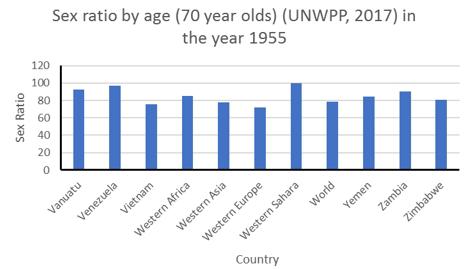 Sex ratio by age (70 year olds) (UNWPP, 2017) in
the year 1955
120
100
80
60
40
20
0
Sex Ratio
Vanuatu
Venezuela
Vietnam
Western Africa
Western Asia
Western Europe
Western Sahara
World
Yemen
Zambia
Zimbabwe
Country